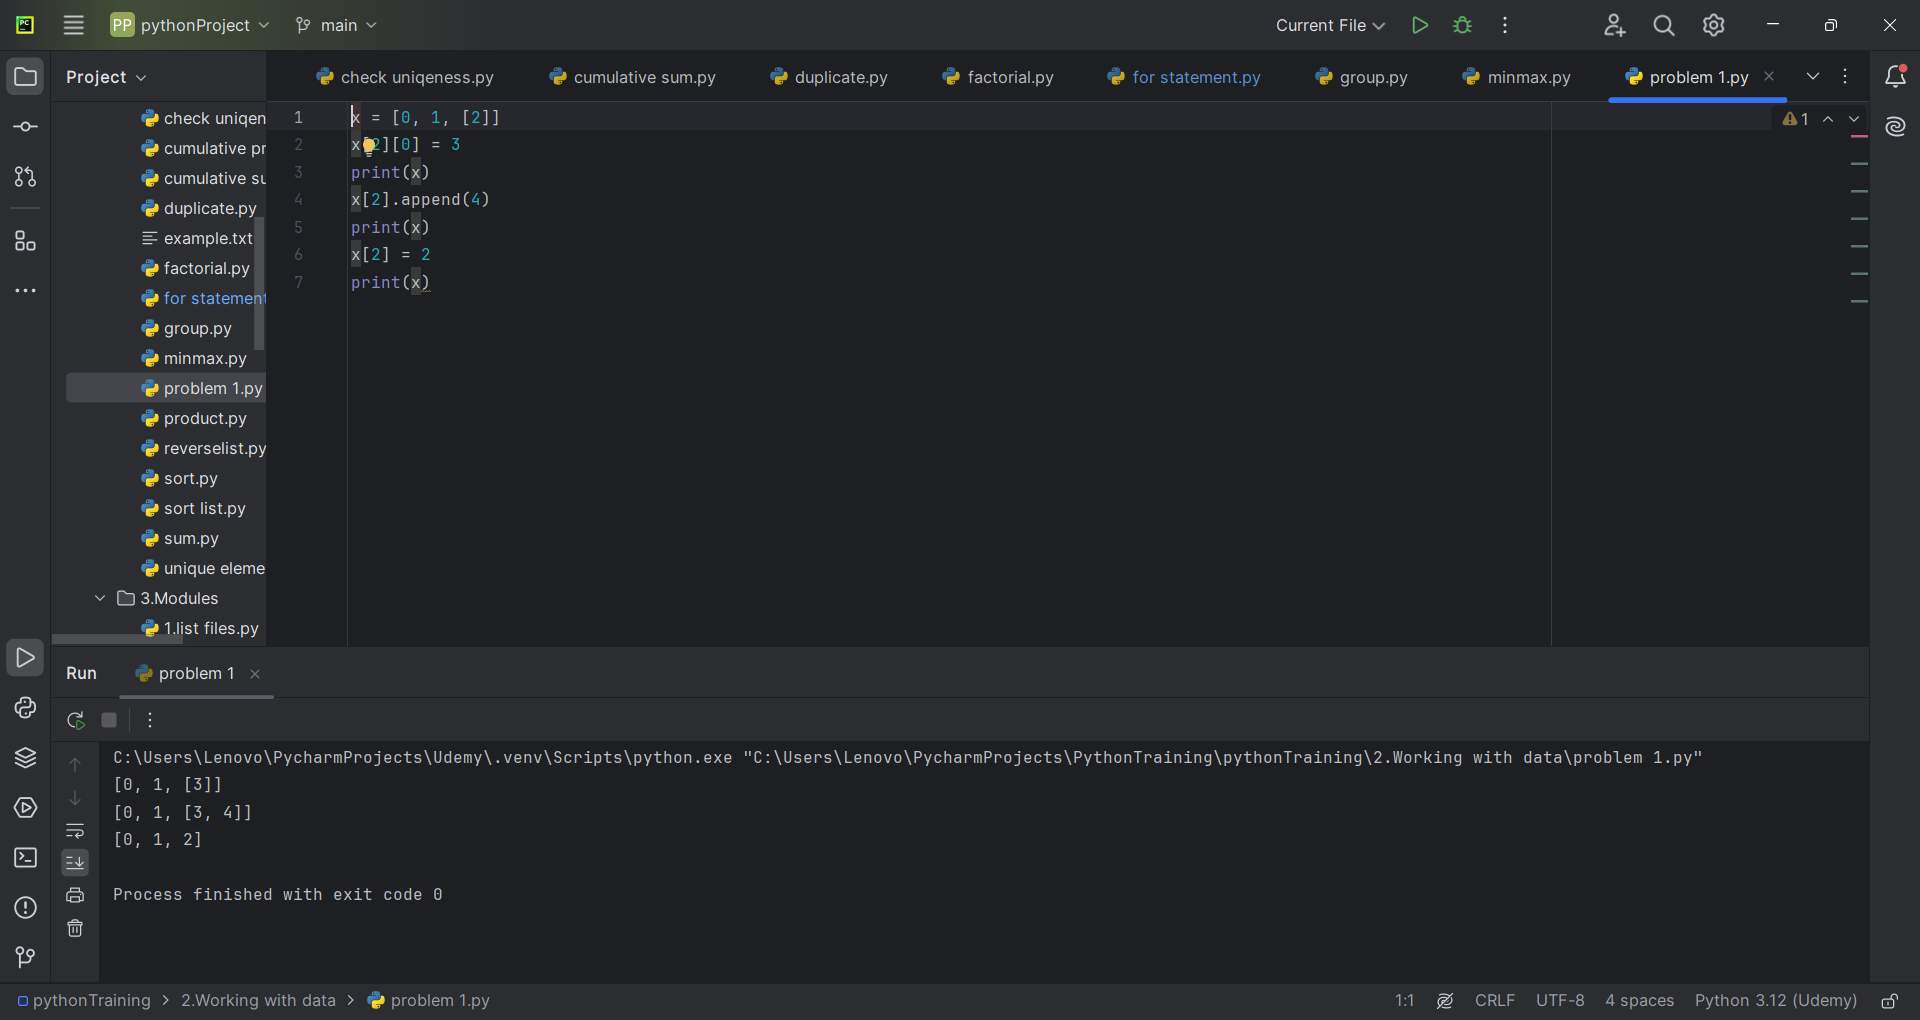 PC
PP pythonProject
main
Current File
Project
check uniqeness.py
cumulative sum.py
duplicate.py
factorial.py
for statement.py
group.py
minmax.py
problem 1.py
check uniqen
cumulative pr
cumulative su
duplicate.py
example.txt
factorial.py
for statement
group.py
minmax.py
problem 1.py
product.py
reverselist.py
sort.py
sort list.py
sum.py
unique eleme
3.Modules
1.list files.py
1 x = [0, 1, [2]]
2 x[2][0] = 3
3 print(x)
4 x[2].append(4)
5 print(x)
6 x[2] = 2
7 print(x)
1
Run
problem 1
C:\Users\Lenovo\PycharmProjects\Udemy\.venv\Scripts\python.exe "C:\Users\Lenovo\PycharmProjects\PythonTraining\pythonTraining\2.Working with data\problem 1.py"
[0, 1, [3]]
[0, 1, [3, 4]]
[0, 1, 2]
Process finished with exit code 0
pythonTraining > 2.Working with data > problem 1.py
1:1
CRLF
UTF-8
4 spaces
Python 3.12 (Udemy)